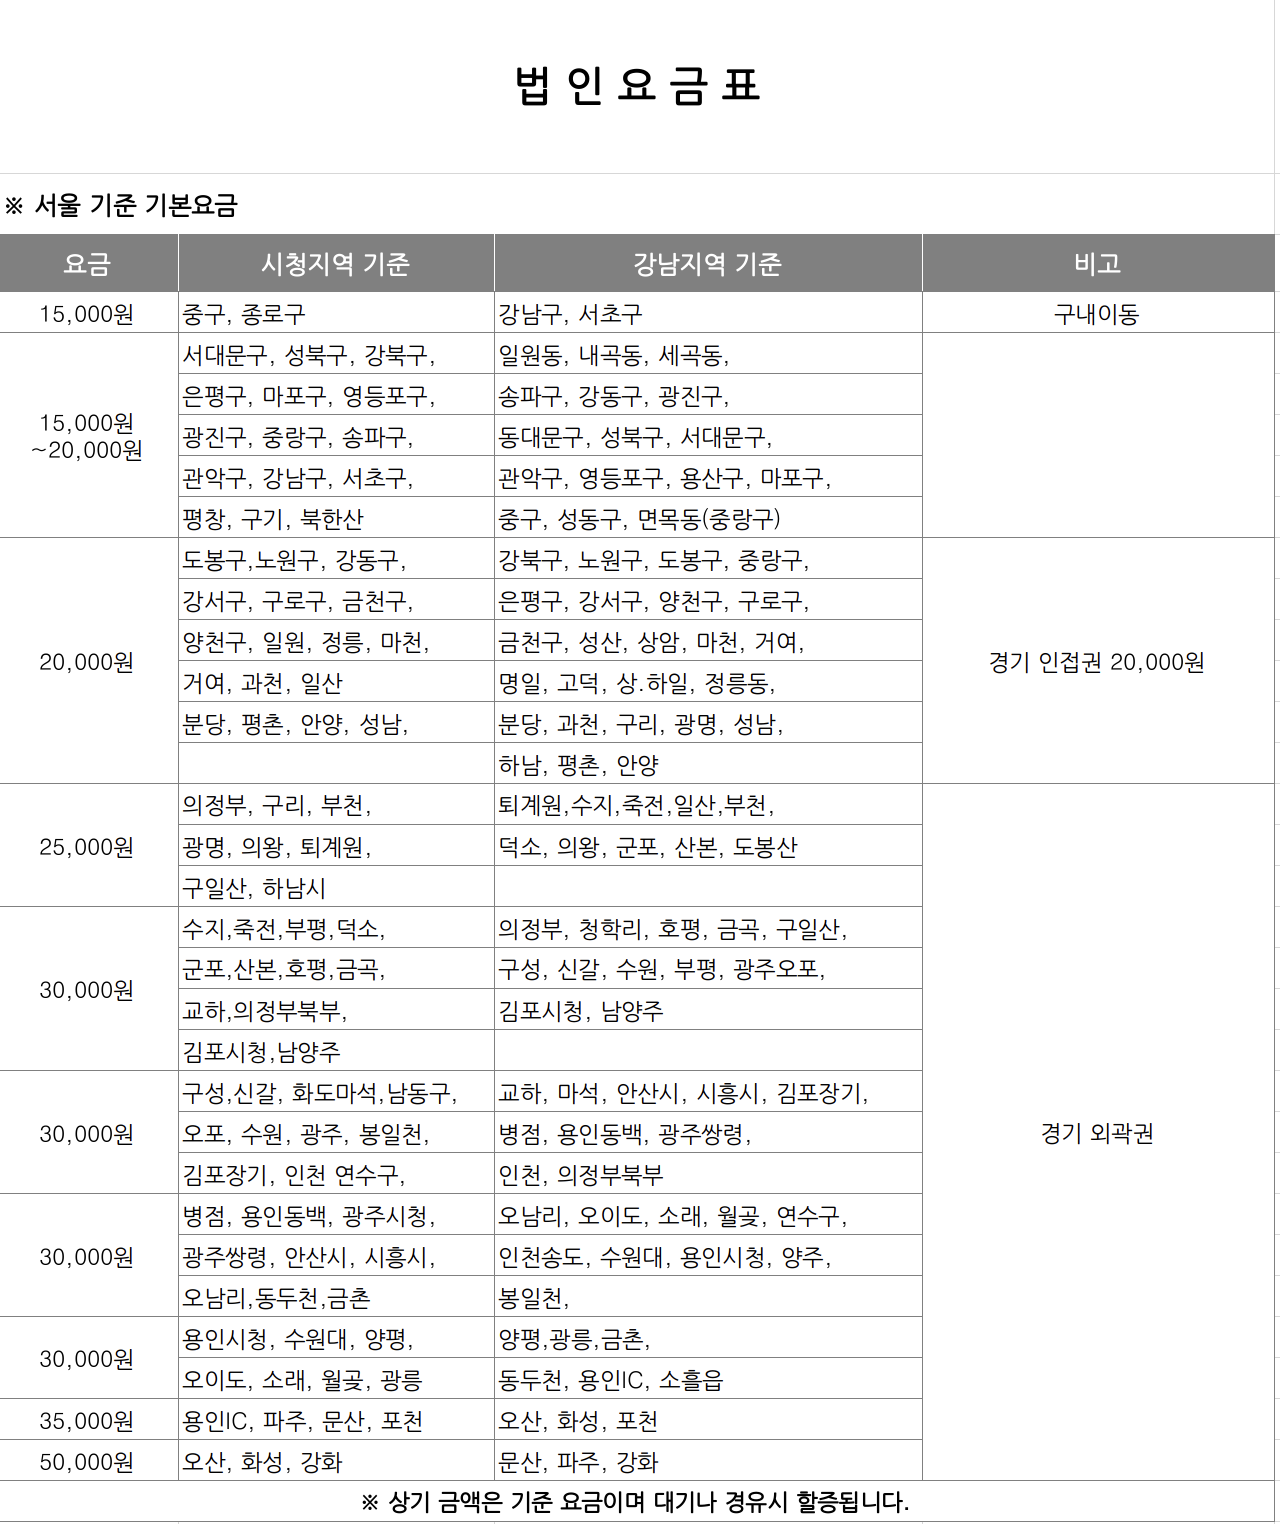 법 인 요 금 표
※ 서울 기준 기본요금
요금 시청지역 기준 강남지역 기준 비고
15,000원 중구, 종로구 강남구, 서초구 구내이동
15,000원
~20,000원
서대문구, 성북구, 강북구, 일원동, 내곡동, 세곡동,
은평구, 마포구, 영등포구, 송파구, 강동구, 광진구,
광진구, 중랑구, 송파구, 동대문구, 성북구, 서대문구,
관악구, 강남구, 서초구, 관악구, 영등포구, 용산구, 마포구,
평창, 구기, 북한산 중구, 성동구, 면목동(중랑구)
20,000원
도봉구,노원구, 강동구, 강북구, 노원구, 도봉구, 중랑구,
강서구, 구로구, 금천구, 은평구, 강서구, 양천구, 구로구,
양천구, 일원, 정릉, 마천, 금천구, 성산, 상암, 마천, 거여,
거여, 과천, 일산 명일, 고덕, 상.하일, 정릉동,
분당, 평촌, 안양, 성남, 분당, 과천, 구리, 광명, 성남,
하남, 평촌, 안양
경기 인접권 20,000원
25,000원
의정부, 구리, 부천, 퇴계원,수지,죽전,일산,부천,
광명, 의왕, 퇴계원, 덕소, 의왕, 군포, 산본, 도봉산
구일산, 하남시
30,000원
수지,죽전,부평,덕소, 의정부, 청학리, 호평, 금곡, 구일산,
군포,산본,호평,금곡, 구성, 신갈, 수원, 부평, 광주오포,
교하,의정부북부, 김포시청, 남양주
김포시청,남양주
30,000원
구성,신갈, 화도마석,남동구, 교하, 마석, 안산시, 시흥시, 김포장기,
오포, 수원, 광주, 봉일천, 병점, 용인동백, 광주쌍령,
김포장기, 인천 연수구, 인천, 의정부북부
경기 외곽권
30,000원
병점, 용인동백, 광주시청, 오남리, 오이도, 소래, 월곶, 연수구,
광주쌍령, 안산시, 시흥시, 인천송도, 수원대, 용인시청, 양주,
오남리,동두천,금촌 봉일천,
30,000원
용인시청, 수원대, 양평, 양평,광릉,금촌,
오이도, 소래, 월곶, 광릉 동두천, 용인IC, 소흘읍
35,000원 용인IC, 파주, 문산, 포천 오산, 화성, 포천
50,000원 오산, 화성, 강화 문산, 파주, 강화
※ 상기 금액은 기준 요금이며 대기나 경유시 할증됩니다.